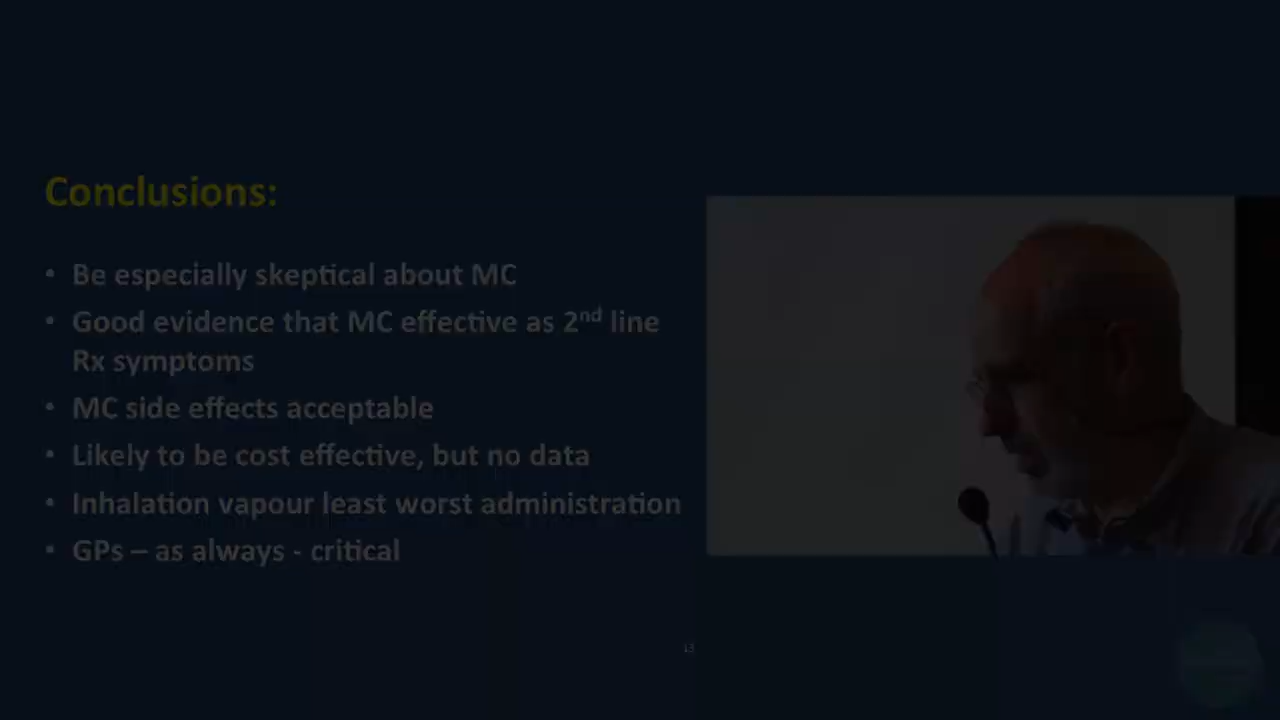 Conclusions:
• Be especially skeptical about MC
• Good evidence that MC effective as 2nd line
Rx symptoms
• MC side effects acceptable
• Likely to be cost effective, but no data
• Inhalation vapour least worst administration
• GPs – as always - critical
13